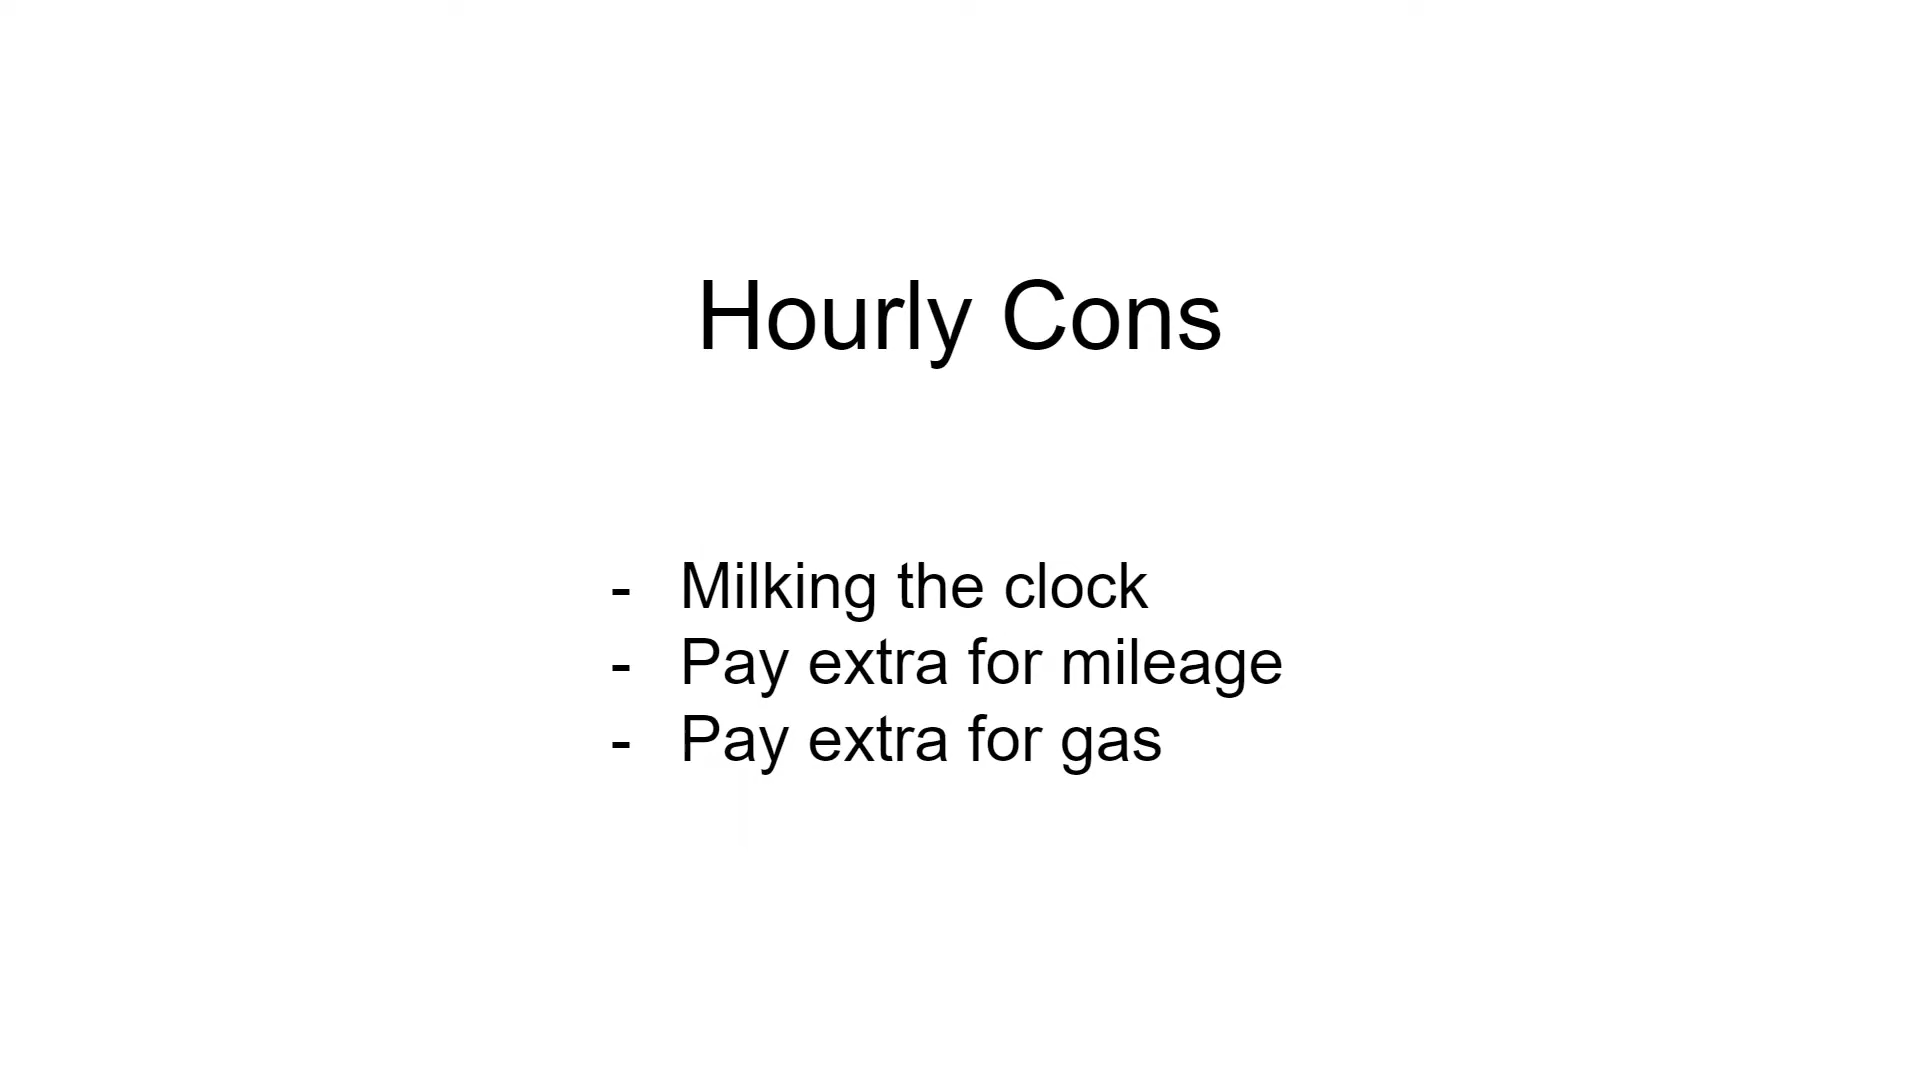 Hourly Cons
- Milking the clock
- Pay extra for mileage
- Pay extra for gas